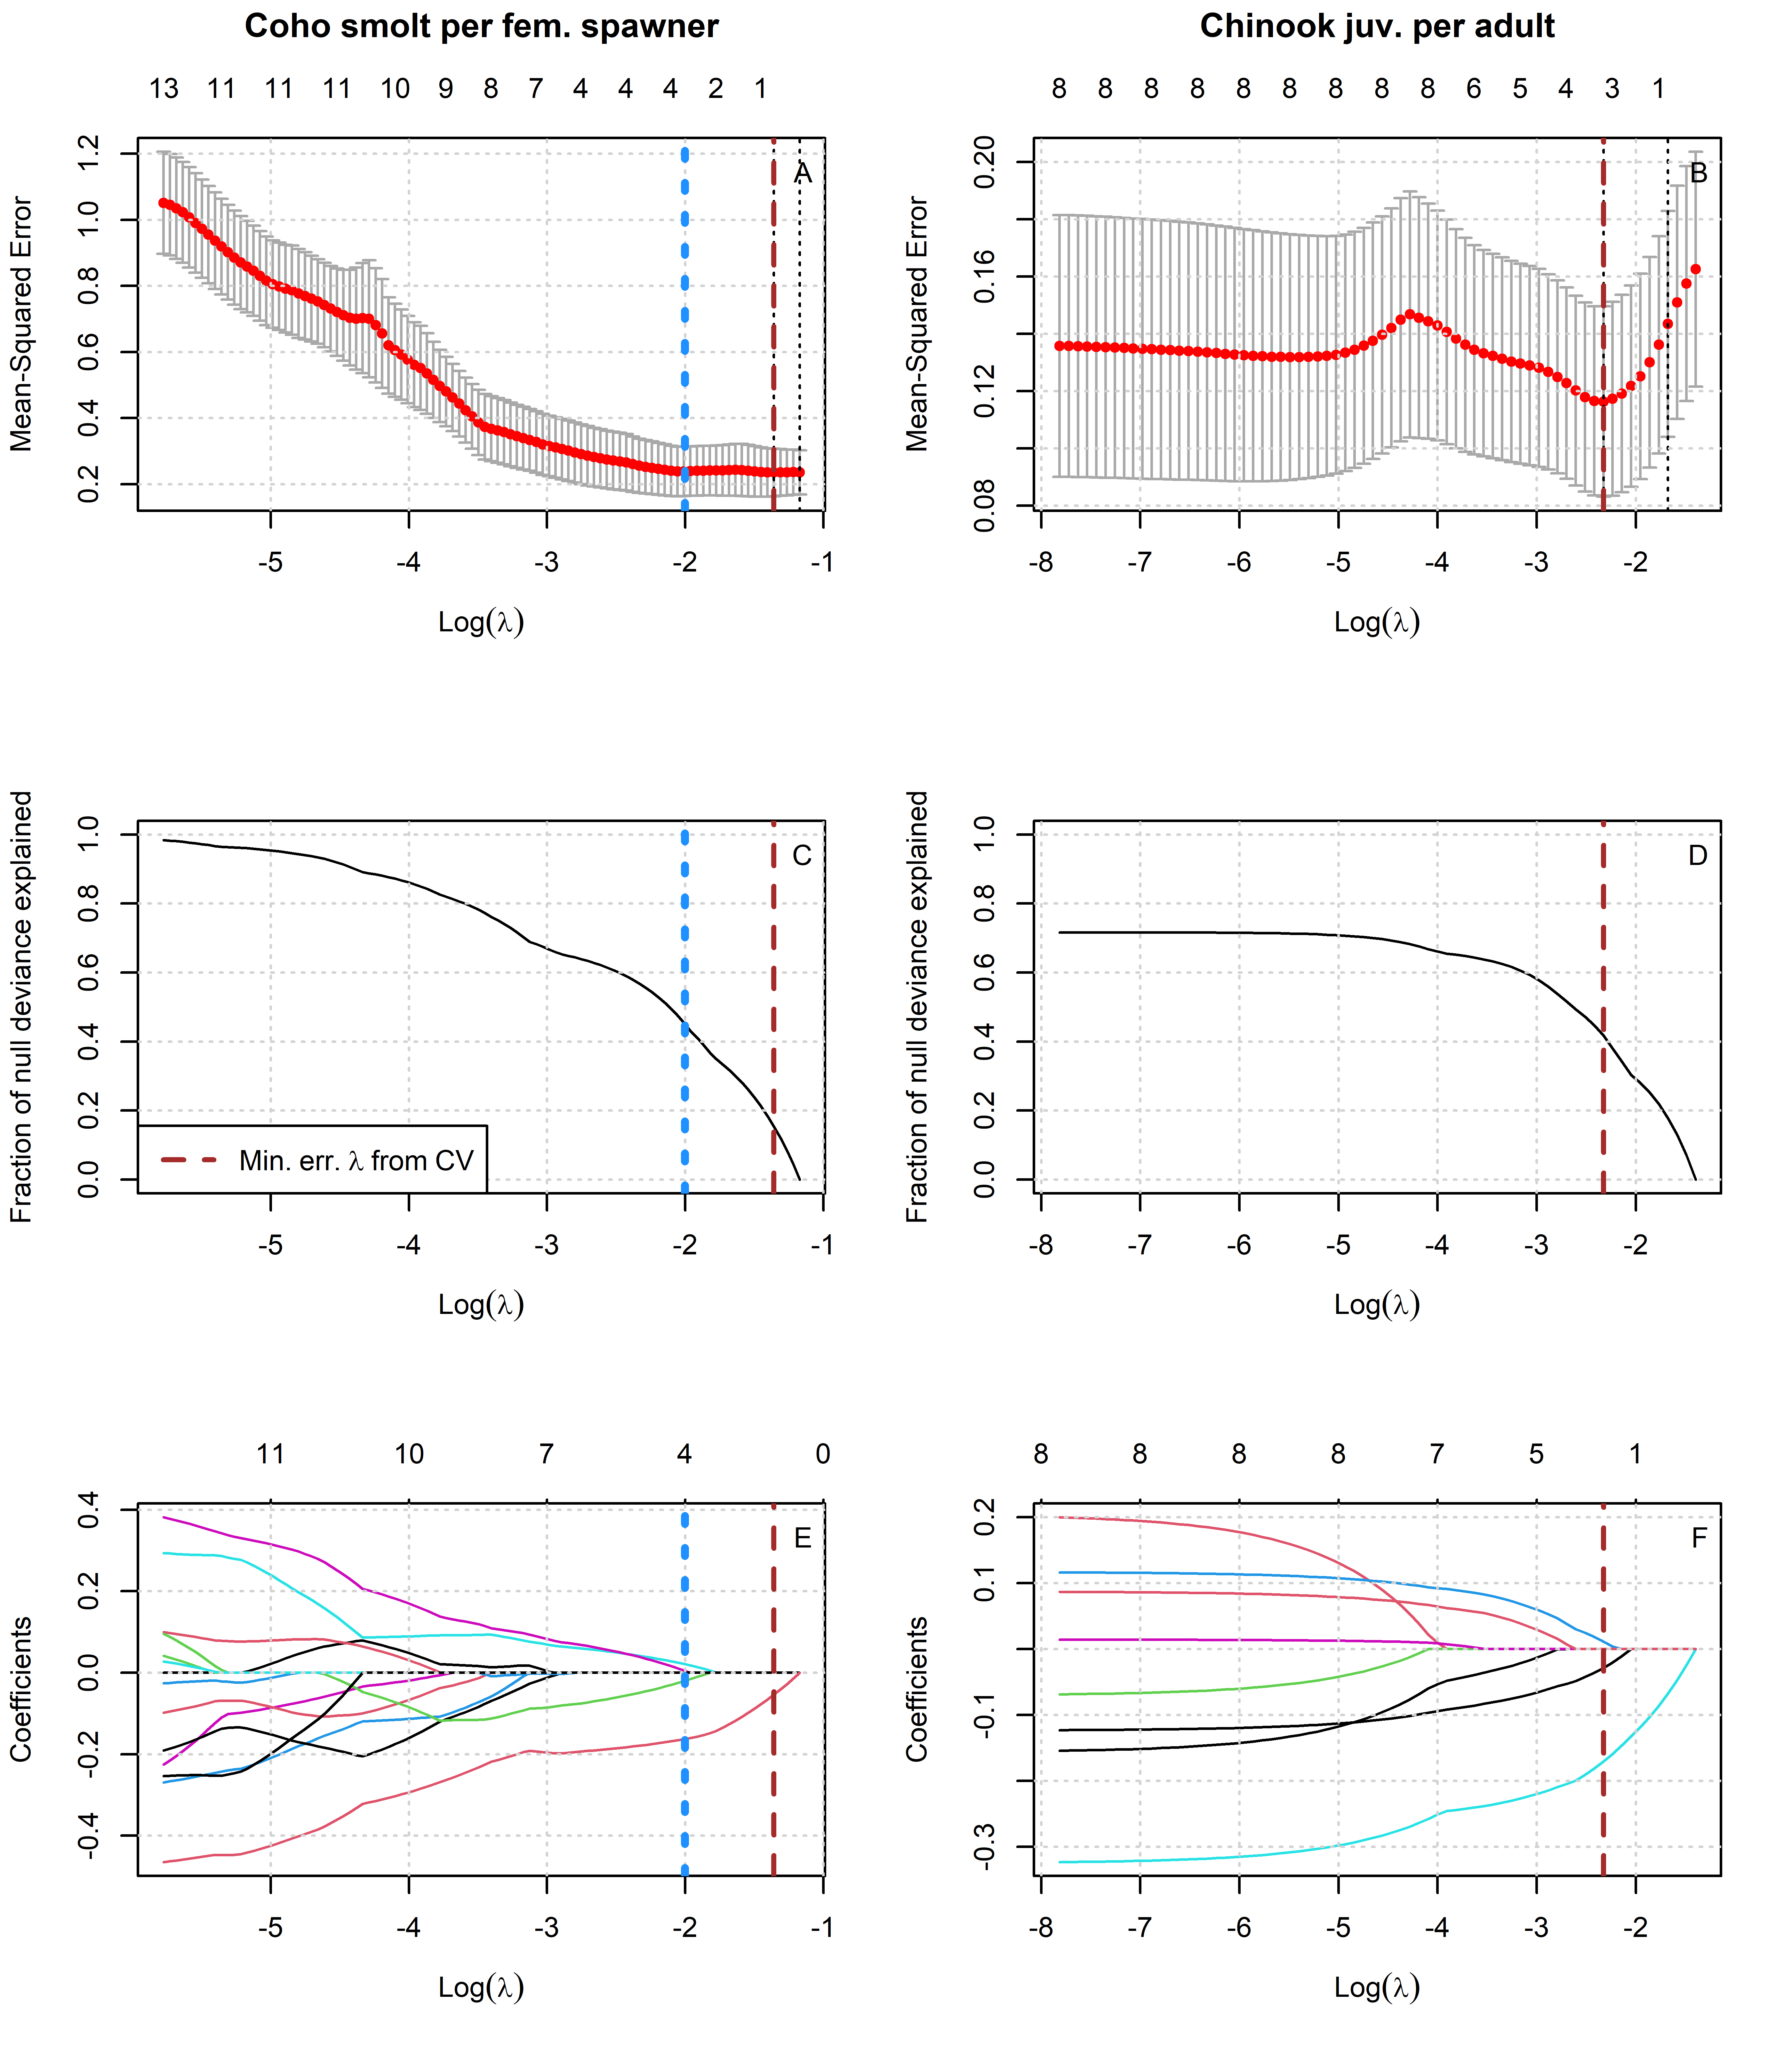 Coho smolt per fem. spawner
Chinook juv. per adult
13 11 11 11 10 9 8 7 4 4 4 2 1
8 8 8 8 8 8 8 8 8 6 5 4 3 1
Mean-Squared Error
0.2 0.4 0.6 0.8 1.0 1.2
A
-5 -4 -3 -2 -1
Log(λ)
Mean-Squared Error
0.08 0.12 0.16 0.20
B
-8 -7 -6 -5 -4 -3 -2
Log(λ)
Fraction of null deviance explained
0.0 0.2 0.4 0.6 0.8 1.0
C
Min. err. λ from CV
-5 -4 -3 -2 -1
Log(λ)
Fraction of null deviance explained
0.0 0.2 0.4 0.6 0.8 1.0
D
-8 -7 -6 -5 -4 -3 -2
Log(λ)
11 10 7 4 0
Coefficients
-0.4 -0.2 0.0 0.2 0.4
E
-5 -4 -3 -2 -1
Log(λ)
8 8 8 8 7 5 1
Coefficients
-0.3 -0.1 0.1 0.2
F
-8 -7 -6 -5 -4 -3 -2
Log(λ)